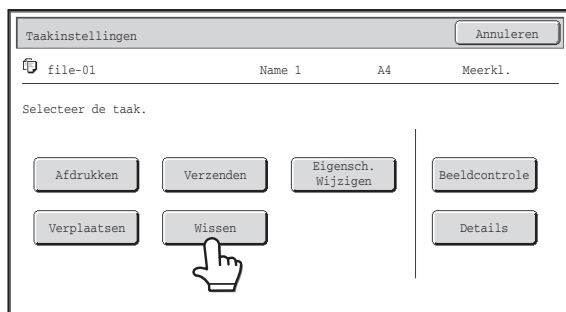 Taakinstellingen Annuleren
file-01 Name 1 A4 Meerkl.
Selecteer de taak.
Afdrukken Verzenden Eigensch. Wijzigen Beeldcontrole
Verplaatsen Wissen Details